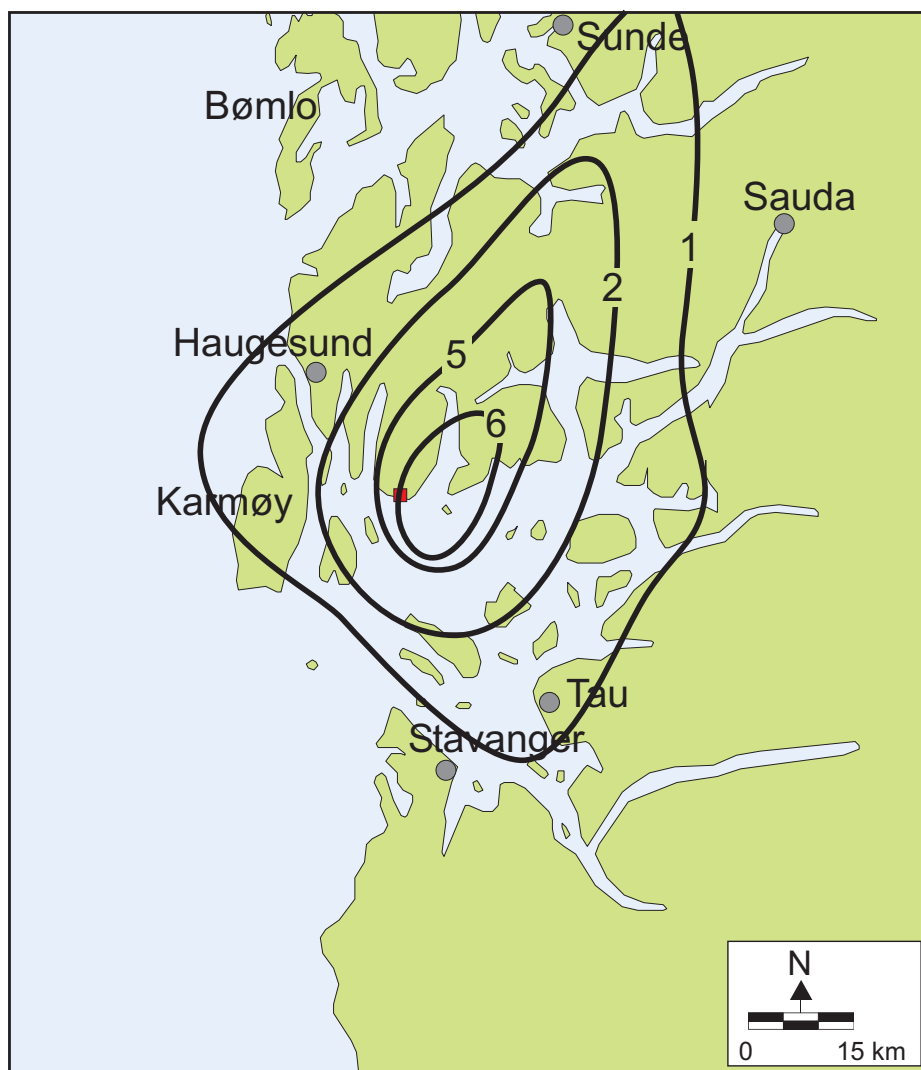 Sunde
Bømlo
Sauda
1
2
Haugesund
5
6
Karmøy
Tau
Stavanger
N
0 15 km